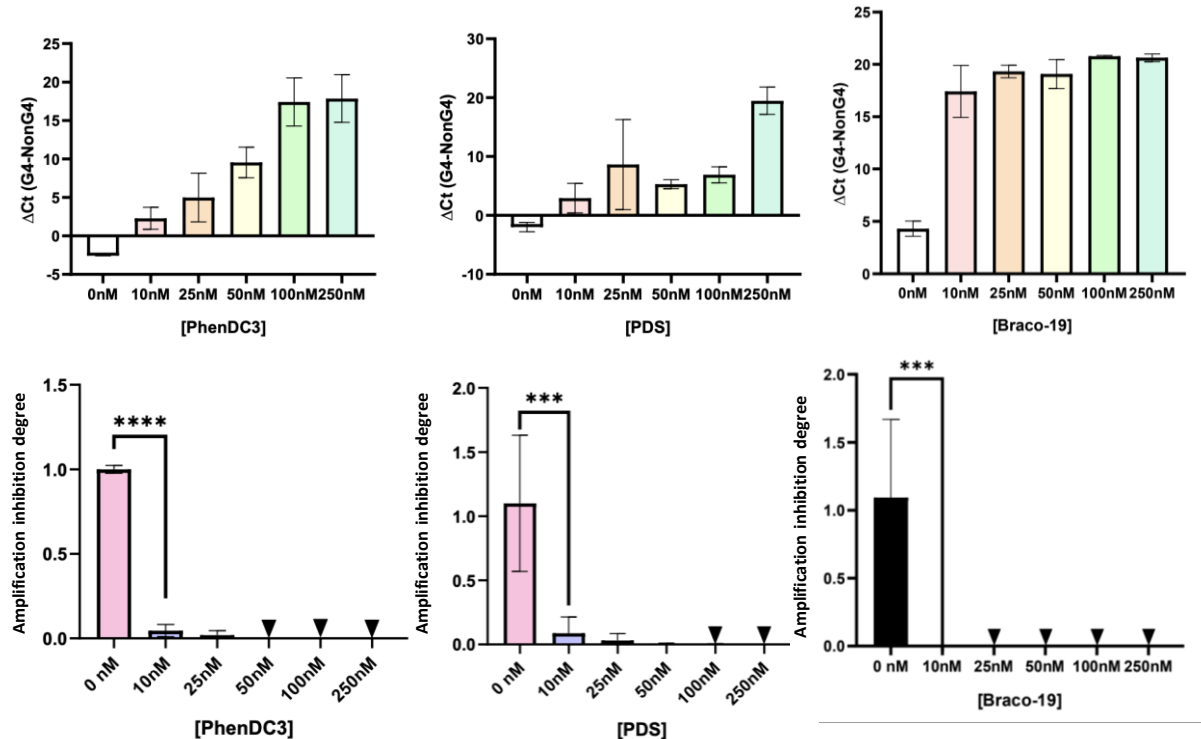 ΔCt (G4-NonG4)
25
20
15
10
5
0
-5
0nM 10nM 25nM 50nM 100nM 250nM
[PhenDC3]
ΔCt (G4-NonG4)
30
20
10
0
-10
0nM 10nM 25nM 50nM 100nM 250nM
[PDS]
ΔCt (G4-NonG4)
25
20
15
10
5
0
0nM 10nM 25nM 50nM 100nM 250nM
[Braco-19]
Amplification inhibition degree
1.5
1.0
0.5
0.0
****
0 nM 10nM 25nM 50nM 100nM 250nM
[PhenDC3]
Amplification inhibition degree
2.0
1.5
1.0
0.5
0.0
***
0 nM 10nM 25nM 50nM 100nM 250nM
[PDS]
Amplification inhibition degree
2.0
1.5
1.0
0.5
0.0
***
0 nM 10nM 25nM 50nM 100nM 250nM
[Braco-19]